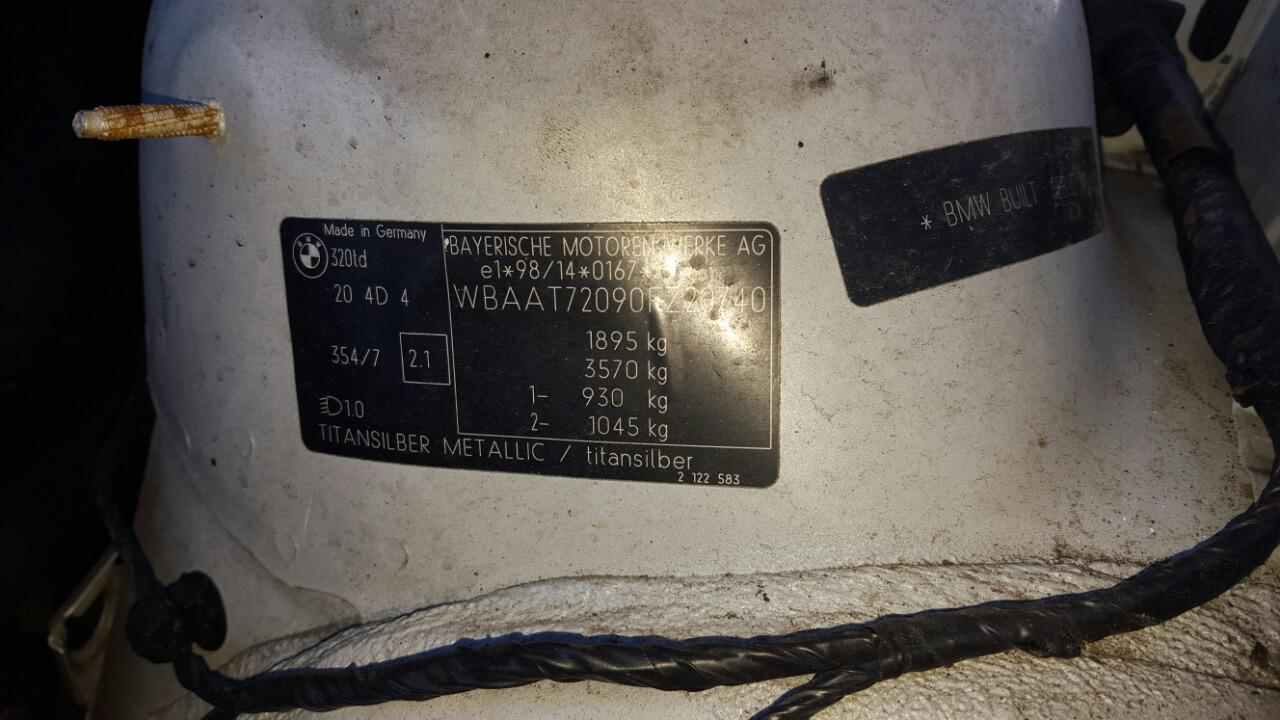 Made in Germany
320td
20 4D 4
354/7 2.1
1.0
BAYERISCHE MOTOREN WERKE AG
1895 kg
3570 kg
1- 930 kg
2- 1045 kg
TITANSILBER METALLIC / titansilber
2 122 583
* BMW BUILT